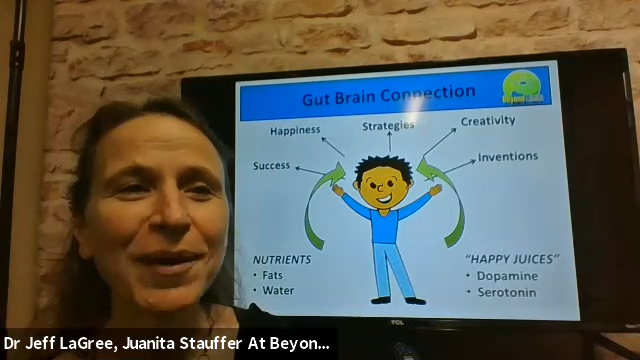 Gut Brain Connection
Happiness
Strategies
Creativity
Success
Inventions
NUTRIENTS
• Fats
• Water
"HAPPY JUICES"
• Dopamine
• Serotonin
TCL
Dr Jeff LaGree, Juanita Stauffer At Beyon...